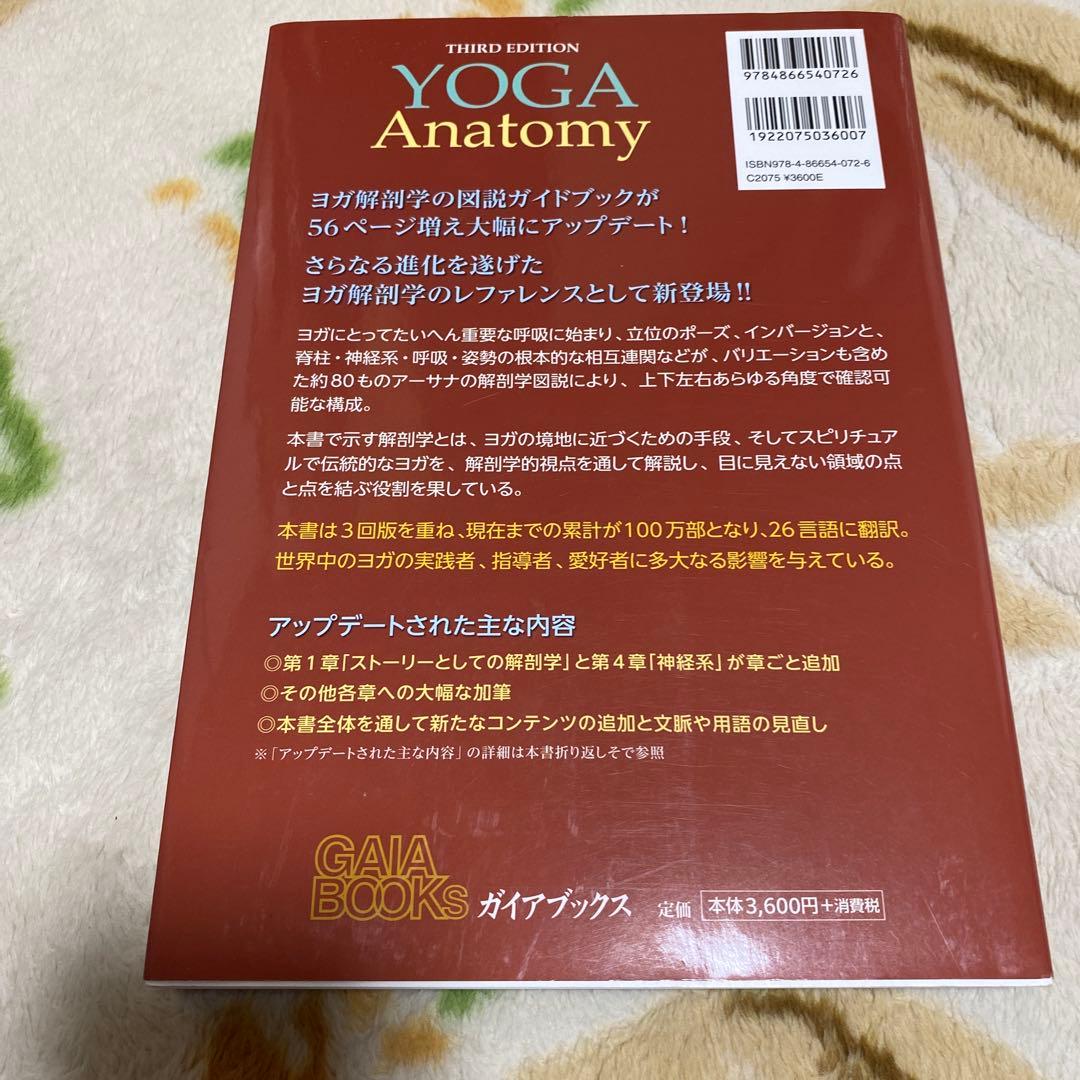 THIRD EDITION
YOGA
Anatomy
9784866540726
1922075036007
ISBN978-4-86654-072-6
C2075 ¥3600E
ヨガ解剖学の図説ガイドブックが
56ページ増え大幅にアップデート!
さらなる進化を遂げた
ヨガ解剖学のレファレンスとして新登場!!
ヨガにとってたいへん重要な呼吸に始まり、立位のポーズ、インバージョンと、
脊柱・神経系・呼吸・姿勢の根本的な相互連関などが、バリエーションも含め
た約80ものアーサナの解剖学図説により、上下左右あらゆる角度で確認可
能な構成。
本書で示す解剖学とは、ヨガの境地に近づくための手段、そしてスピリチュア
ルで伝統的なヨガを、解剖学的視点を通して解説し、目に見えない領域の点
と点を結ぶ役割を果している。
本書は3回版を重ね、現在までの累計が100万部となり、26言語に翻訳。
世界中のヨガの実践者、指導者、愛好者に多大なる影響を与えている。
アップデートされた主な内容
◎第1章「ストーリーとしての解剖学」と第4章「神経系」が章ごと追加
◎その他各章への大幅な加筆
◎本書全体を通して新たなコンテンツの追加と文脈や用語の見直し
※「アップデートされた主な内容」の詳細は本書折り返しそで参照
GAIA
BOOKs ガイアブックス 定価 本体3,600円+消費税